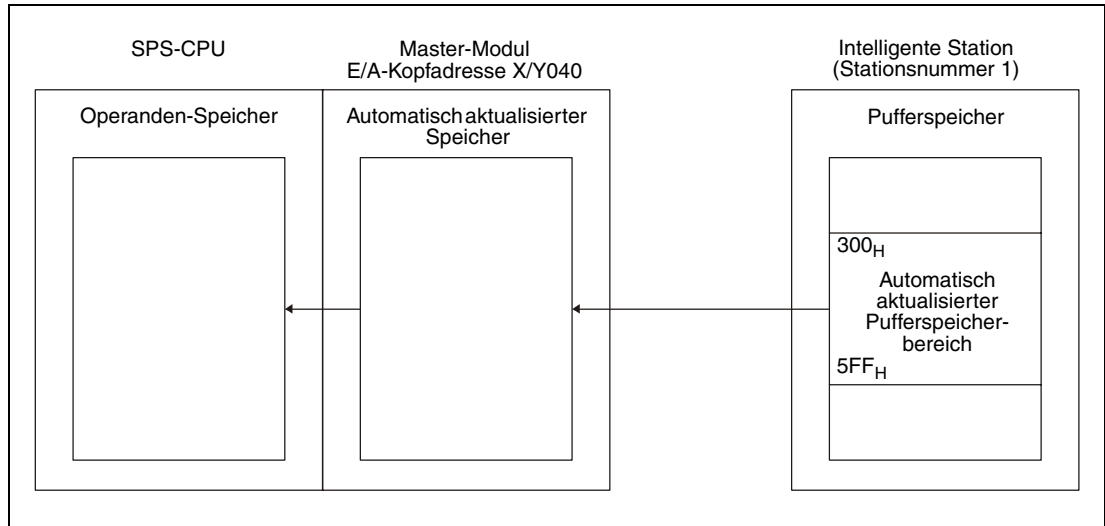 SPS-CPU
Master-Modul
E/A-Kopfadresse X/Y040
Intelligente Station
(Stationsnummer 1)
Operanden-Speicher
Automatisch aktualisierter
Speicher
Pufferspeicher
300H
Automatisch
aktualisierter
Pufferspeicher-
bereich
5FFH